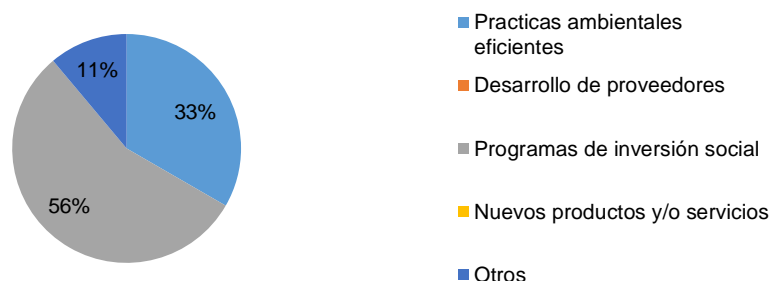 11%
33%
56%
Practicas ambientales
eficientes
Desarrollo de proveedores
Programas de inversión social
Nuevos productos y/o servicios
Otros